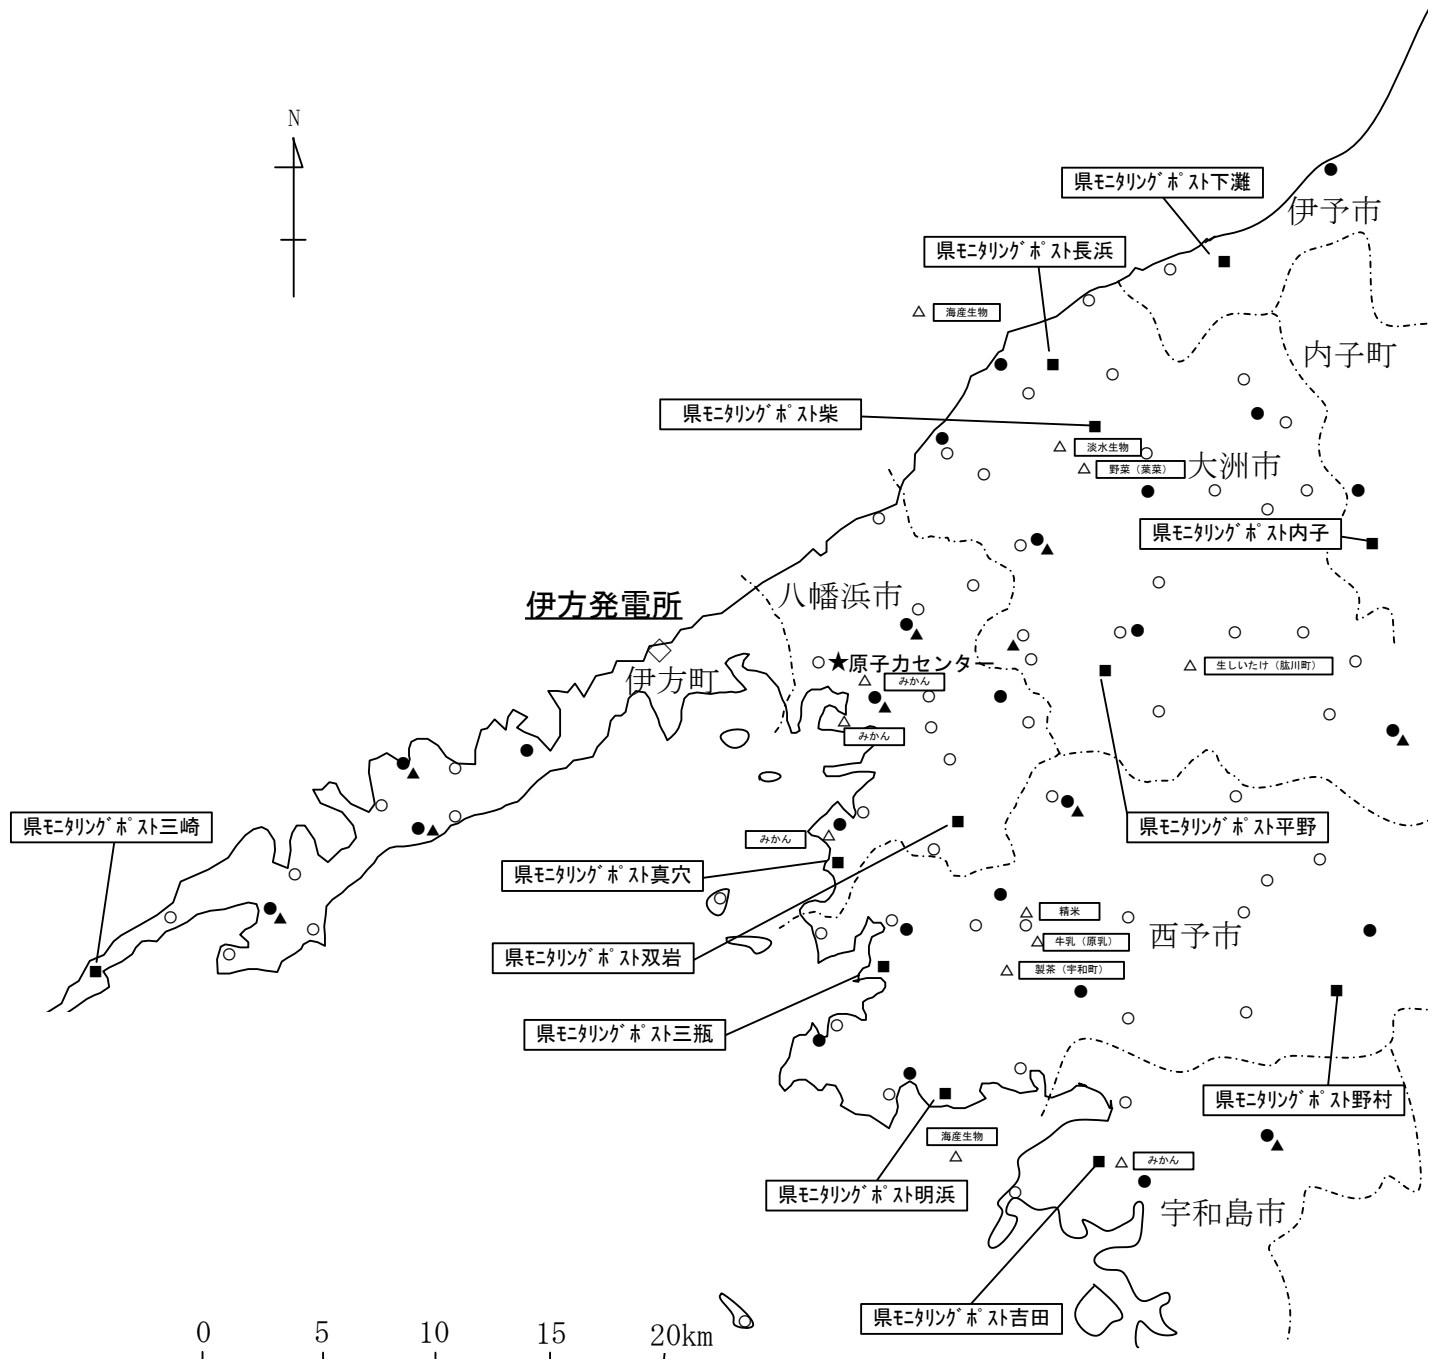 N
県ﾓﾆﾀﾘﾝｸﾞﾎﾟｽﾄ下灘
伊予市
県ﾓﾆﾀﾘﾝｸﾞﾎﾟｽﾄ長浜
海産生物
内子町
県ﾓﾆﾀﾘﾝｸﾞﾎﾟｽﾄ柴
淡水生物
野菜（葉菜）
大洲市
県ﾓﾆﾀﾘﾝｸﾞﾎﾟｽﾄ内子
八幡浜市
伊方発電所
★原子力センター
生しいたけ（肱川町）
伊方町
みかん
みかん
県ﾓﾆﾀﾘﾝｸﾞﾎﾟｽﾄ三崎
県ﾓﾆﾀﾘﾝｸﾞﾎﾟｽﾄ平野
みかん
県ﾓﾆﾀﾘﾝｸﾞﾎﾟｽﾄ真穴
精米
西予市
牛乳（原乳）
県ﾓﾆﾀﾘﾝｸﾞﾎﾟｽﾄ双岩
製茶（宇和町）
県ﾓﾆﾀﾘﾝｸﾞﾎﾟｽﾄ三瓶
県ﾓﾆﾀﾘﾝｸﾞﾎﾟｽﾄ野村
海産生物
みかん
県ﾓﾆﾀﾘﾝｸﾞﾎﾟｽﾄ明浜
宇和島市
県ﾓﾆﾀﾘﾝｸﾞﾎﾟｽﾄ吉田
0 5 10 15 20km